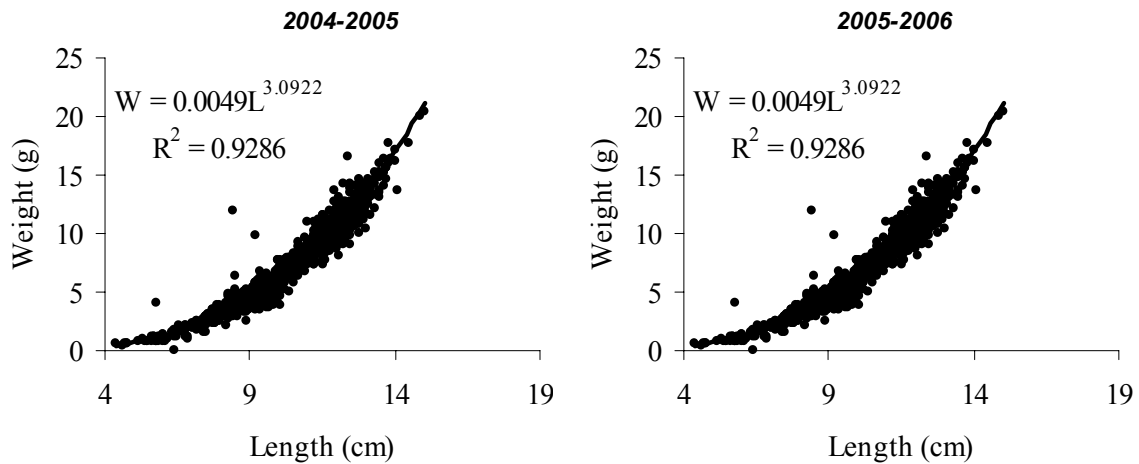 2004-2005
25
20
15
10
5
0
Weight (g)
W = 0.0049L^3.0922
R^2 = 0.9286
4
9
14
19
Length (cm)
2005-2006
25
20
15
10
5
0
Weight (g)
W = 0.0049L^3.0922
R^2 = 0.9286
4
9
14
19
Length (cm)